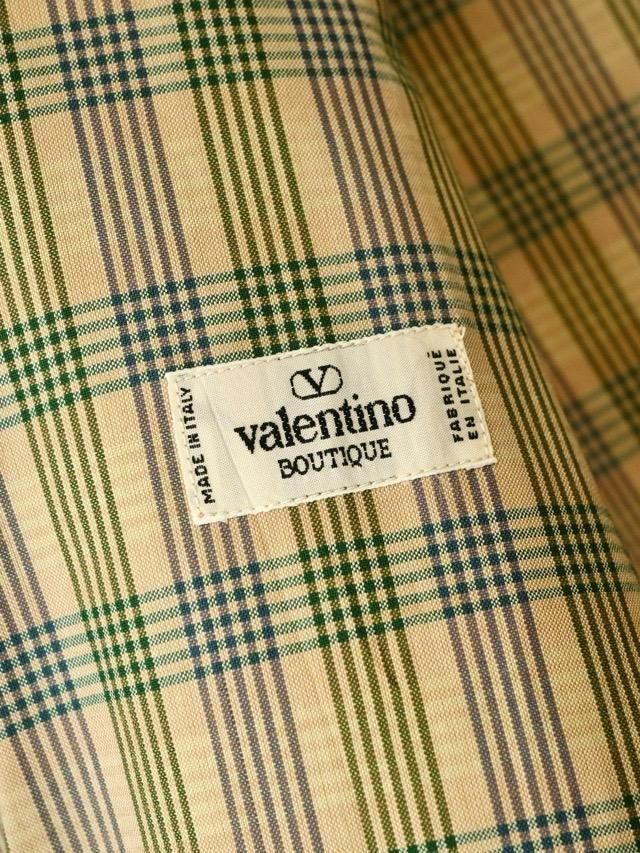 MADE IN ITALY
V
valentino
BOUTIQUE
FABRIQUÉ
EN ITALIE